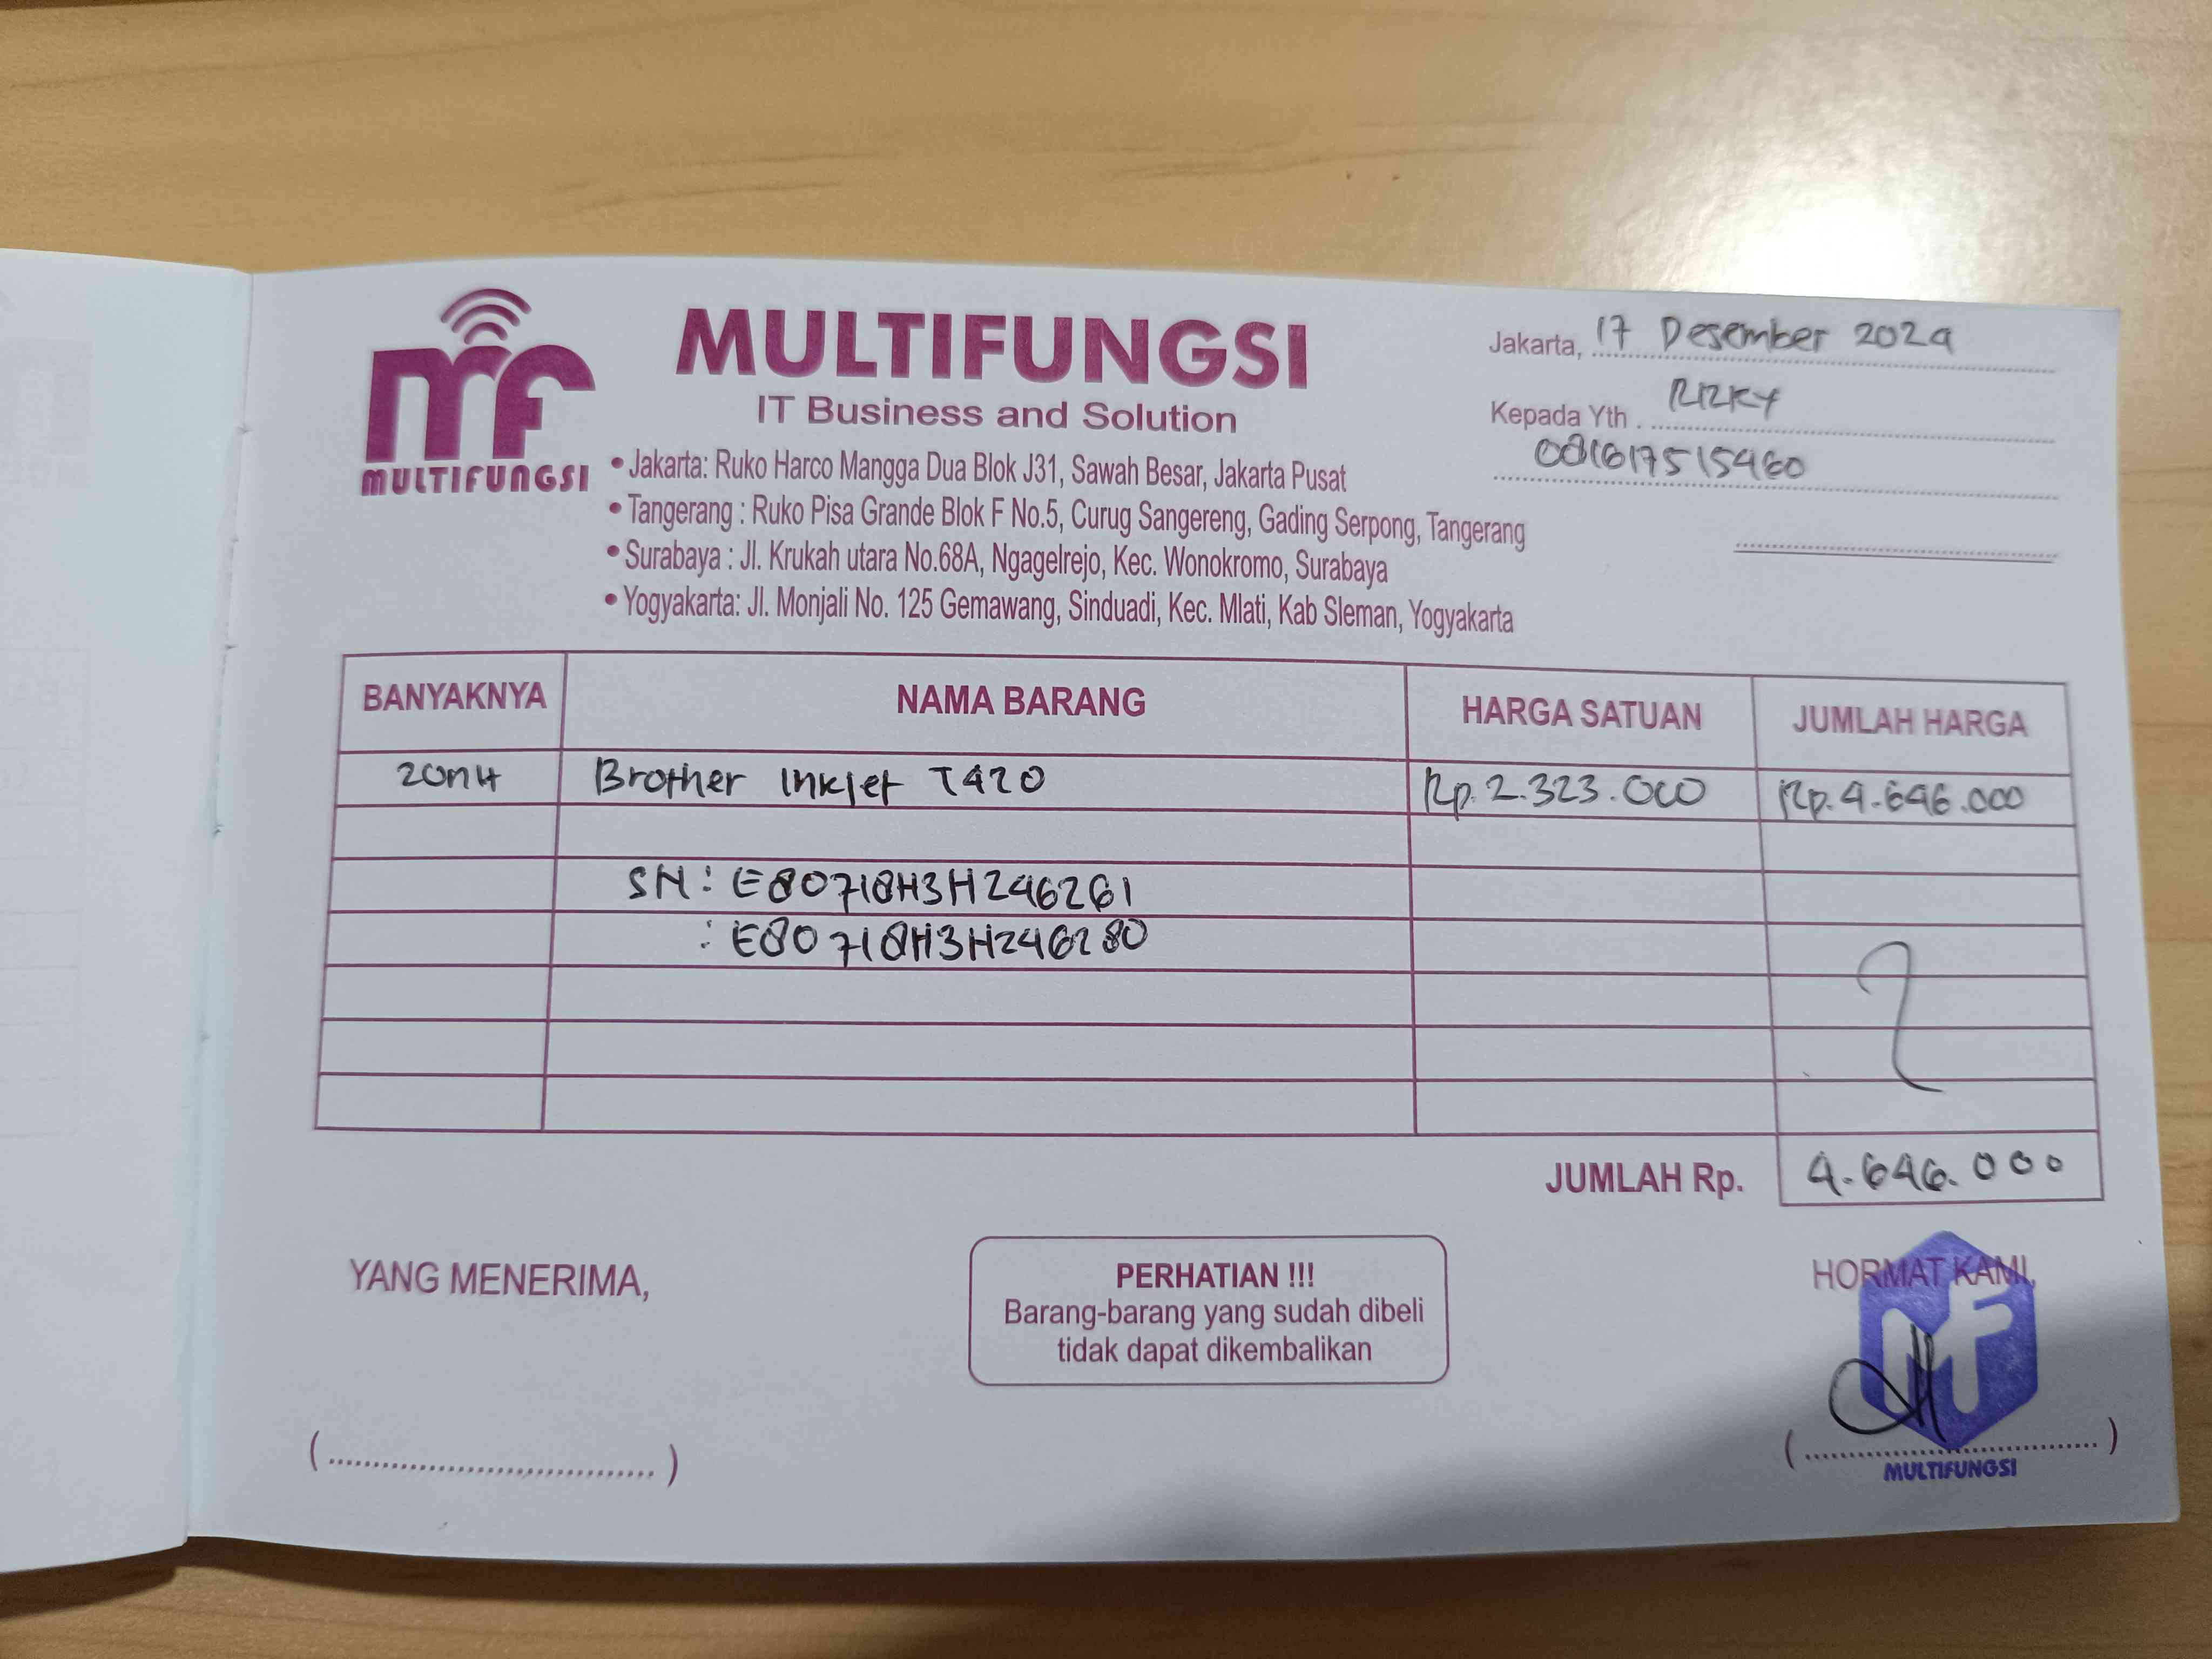 MULTIFUNGSI
MULTIFUNGSI
IT Business and Solution
• Jakarta: Ruko Harco Mangga Dua Blok J31, Sawah Besar, Jakarta Pusat
• Tangerang : Ruko Pisa Grande Blok F No.5, Curug Sangereng, Gading Serpong, Tangerang
• Surabaya : Jl. Krukah utara No.68A, Ngagelrejo, Kec. Wonokromo, Surabaya
• Yogyakarta: Jl. Monjali No. 125 Gemawang, Sinduadi, Kec. Mlati, Kab Sleman, Yogyakarta
Jakarta, 17 Desember 2024
Kepada Yth . RIZKY
081617515460
BANYAKNYA NAMA BARANG HARGA SATUAN JUMLAH HARGA
2unit Brother Inkjet T420 Rp. 2.323.000 Rp. 4.646.000
SN : E80718H3H246261
: E80718H3H246280
JUMLAH Rp. 4.646.000
YANG MENERIMA,
PERHATIAN !!!
Barang-barang yang sudah dibeli
tidak dapat dikembalikan
HORMAT KAMI,
MULTIFUNGSI